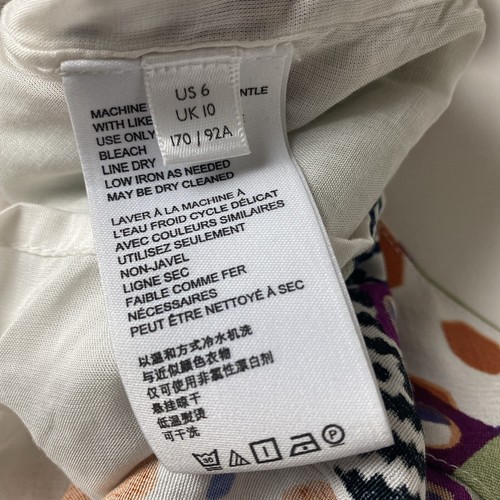 US 6
UK 10
170 / 92A
MACHINE
WITH LIKE
USE ONLY
BLEACH
LINE DRY
LOW IRON AS NEEDED
MAY BE DRY CLEANED
LAVER À LA MACHINE À
L'EAU FROID CYCLE DÉLICAT
AVEC COULEURS SIMILAIRES
UTILISEZ SEULEMENT
NON-JAVEL
LIGNE SEC
FAIBLE COMME FER
NÉCESSAIRES
PEUT ÊTRE NETTOYÉ À SEC
以温和方式冷水机洗
与近似颜色衣物
仅可使用非氯性漂白剂
悬挂晾干
低温熨烫
可干洗
30
P